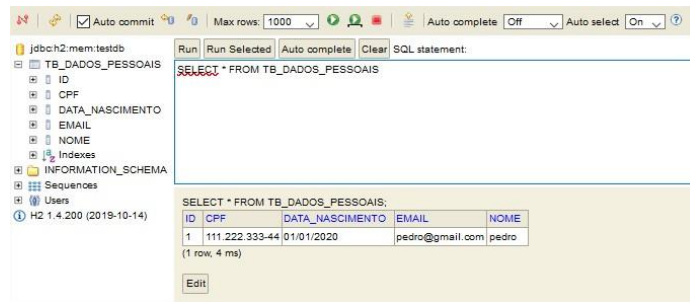 Auto commit Max rows: 1000 Auto complete Off Auto select On
jdbc:h2:mem:testdb
TB_DADOS_PESSOAIS
ID
CPF
DATA_NASCIMENTO
EMAIL
NOME
Indexes
INFORMATION_SCHEMA
Sequences
Users
H2 1.4.200 (2019-10-14)
Run Run Selected Auto complete Clear SQL statement:
SELECT * FROM TB_DADOS_PESSOAIS
SELECT * FROM TB_DADOS_PESSOAIS;
ID CPF DATA_NASCIMENTO EMAIL NOME
1 111.222.333-44 01/01/2020 pedro@gmail.com pedro
(1 row, 4 ms)
Edit